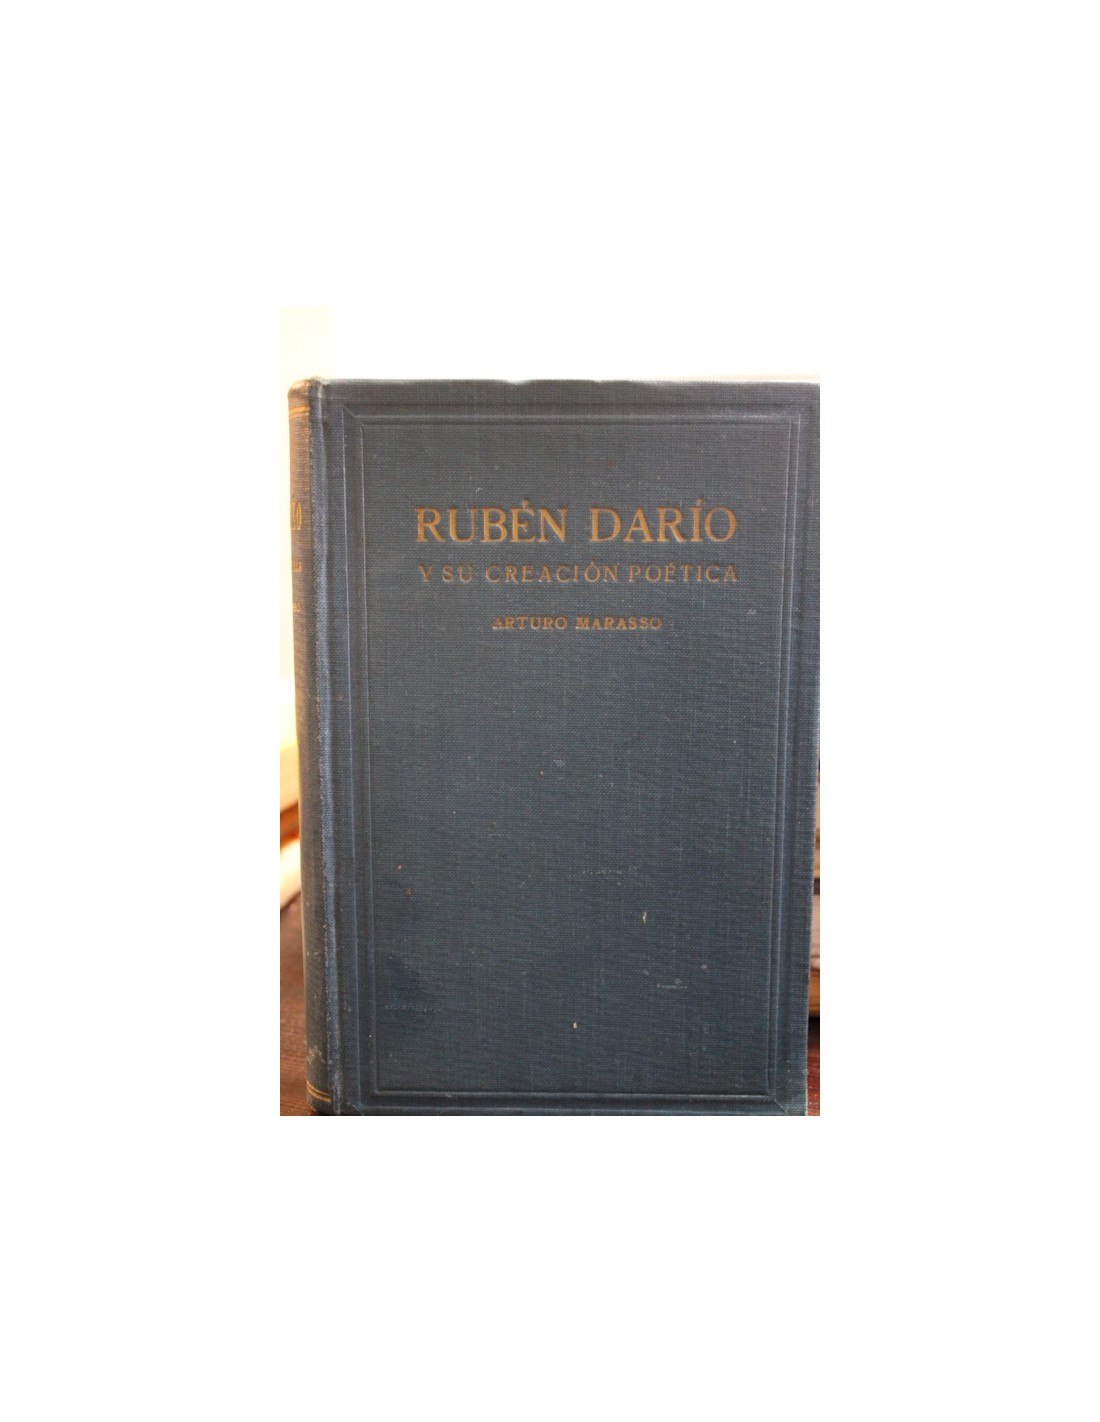 RUBÉN DARÍO
Y SU CREACIÓN POÉTICA
ARTURO MARASSO